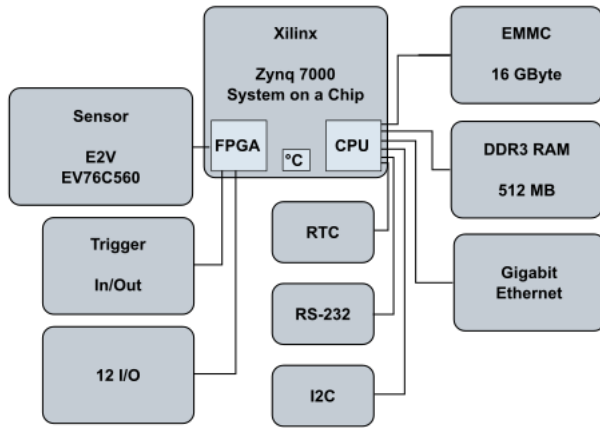 Xilinx
Zynq 7000
System on a Chip
FPGA
°C
CPU
EMMC
16 GByte
Sensor
E2V
EV76C560
DDR3 RAM
512 MB
Trigger
In/Out
RTC
Gigabit
Ethernet
RS-232
12 I/O
I2C